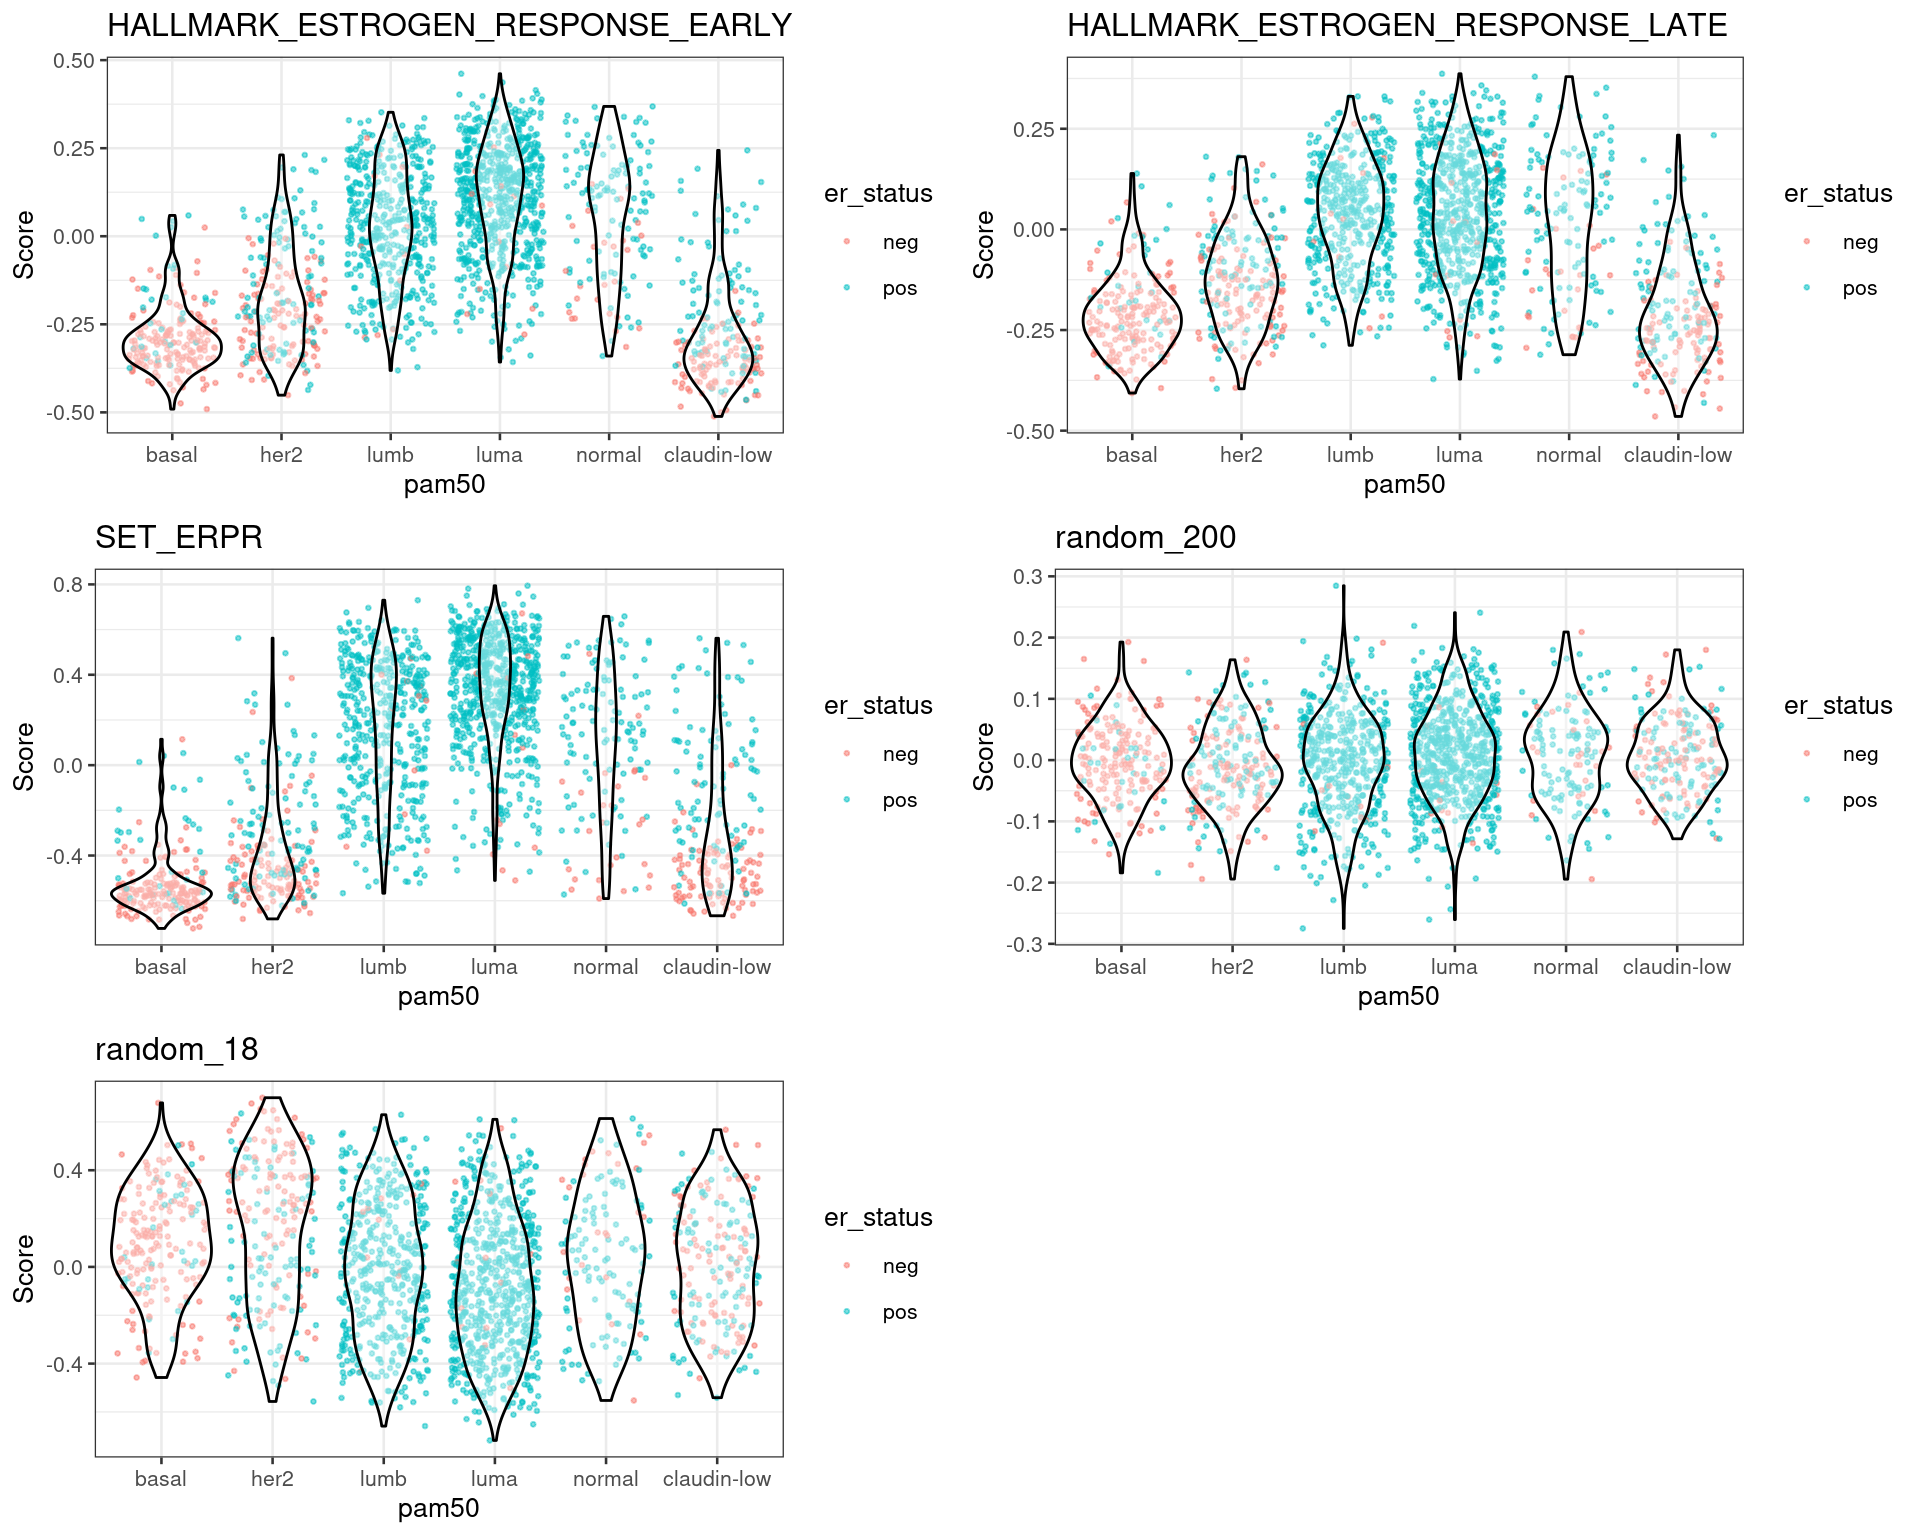 HALLMARK_ESTROGEN_RESPONSE_EARLY
0.50
0.25
0.00
-0.25
-0.50
Score
basal her2 lumb luma normal claudin-low
pam50
er_status
neg
pos
HALLMARK_ESTROGEN_RESPONSE_LATE
0.25
0.00
-0.25
-0.50
Score
basal her2 lumb luma normal claudin-low
pam50
er_status
neg
pos
SET_ERPR
0.8
0.4
0.0
-0.4
Score
basal her2 lumb luma normal claudin-low
pam50
er_status
neg
pos
random_200
0.3
0.2
0.1
0.0
-0.1
-0.2
-0.3
Score
basal her2 lumb luma normal claudin-low
pam50
er_status
neg
pos
random_18
0.4
0.0
-0.4
Score
basal her2 lumb luma normal claudin-low
pam50
er_status
neg
pos